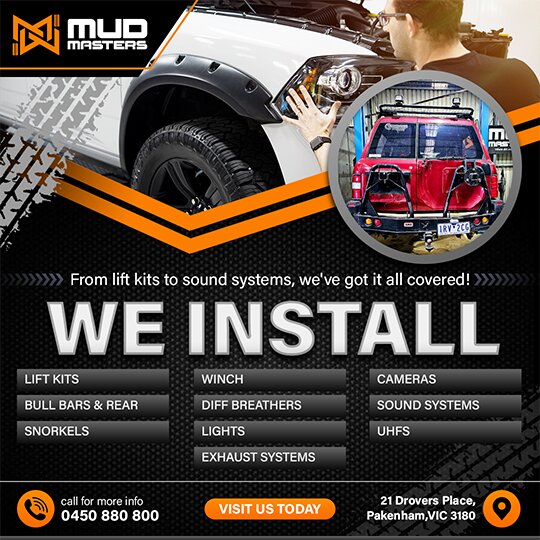 MUD
MASTERS
1RV 2CC
From lift kits to sound systems, we've got it all covered!
WE INSTALL
LIFT KITS
BULL BARS & REAR
SNORKELS
WINCH
DIFF BREATHERS
LIGHTS
EXHAUST SYSTEMS
CAMERAS
SOUND SYSTEMS
UHFS
call for more info
0450 880 800
VISIT US TODAY
21 Drovers Place,
Pakenham,VIC 3180